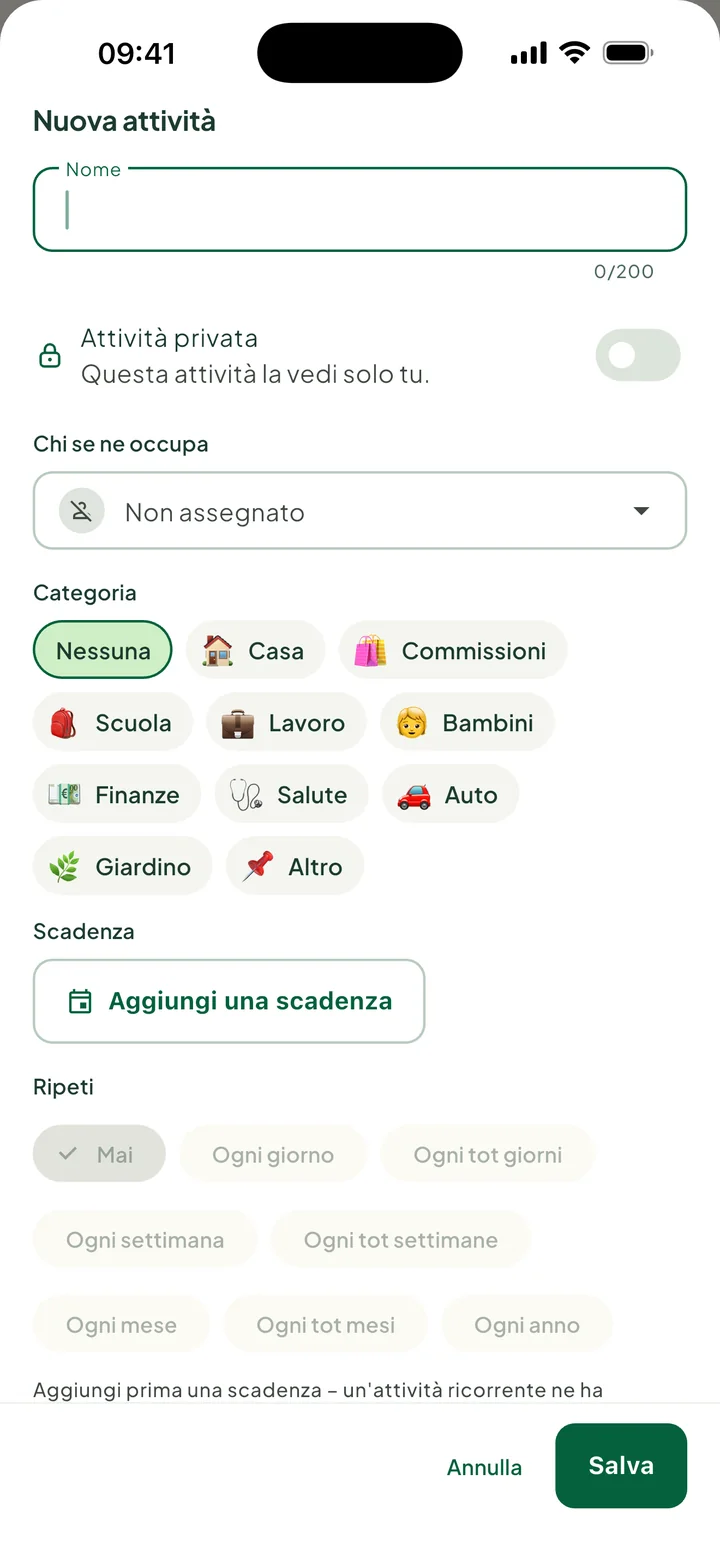 09:41
Nuova attività
Nome
0/200
Attività privata
Questa attività la vedi solo tu.
Chi se ne occupa
Non assegnato
Categoria
Nessuna Casa Commissioni
Scuola Lavoro Bambini
Finanze Salute Auto
Giardino Altro
Scadenza
Aggiungi una scadenza
Ripeti
Mai Ogni giorno Ogni tot giorni
Ogni settimana Ogni tot settimane
Ogni mese Ogni tot mesi Ogni anno
Aggiungi prima una scadenza – un'attività ricorrente ne ha
Annulla Salva